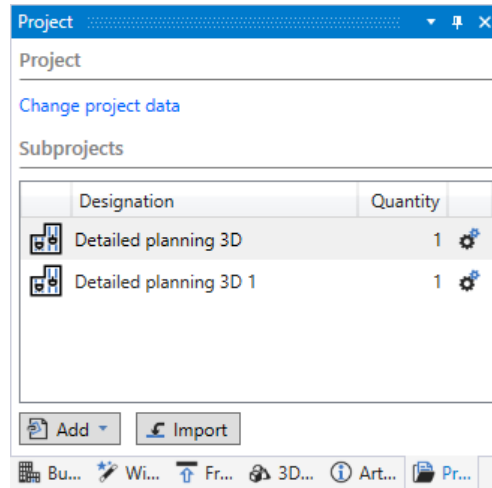 Project
Project
Change project data
Subprojects
Designation Quantity
Detailed planning 3D 1
Detailed planning 3D 1 1
Add Import
Bu... Wi... Fr... 3D... Art... Pr...